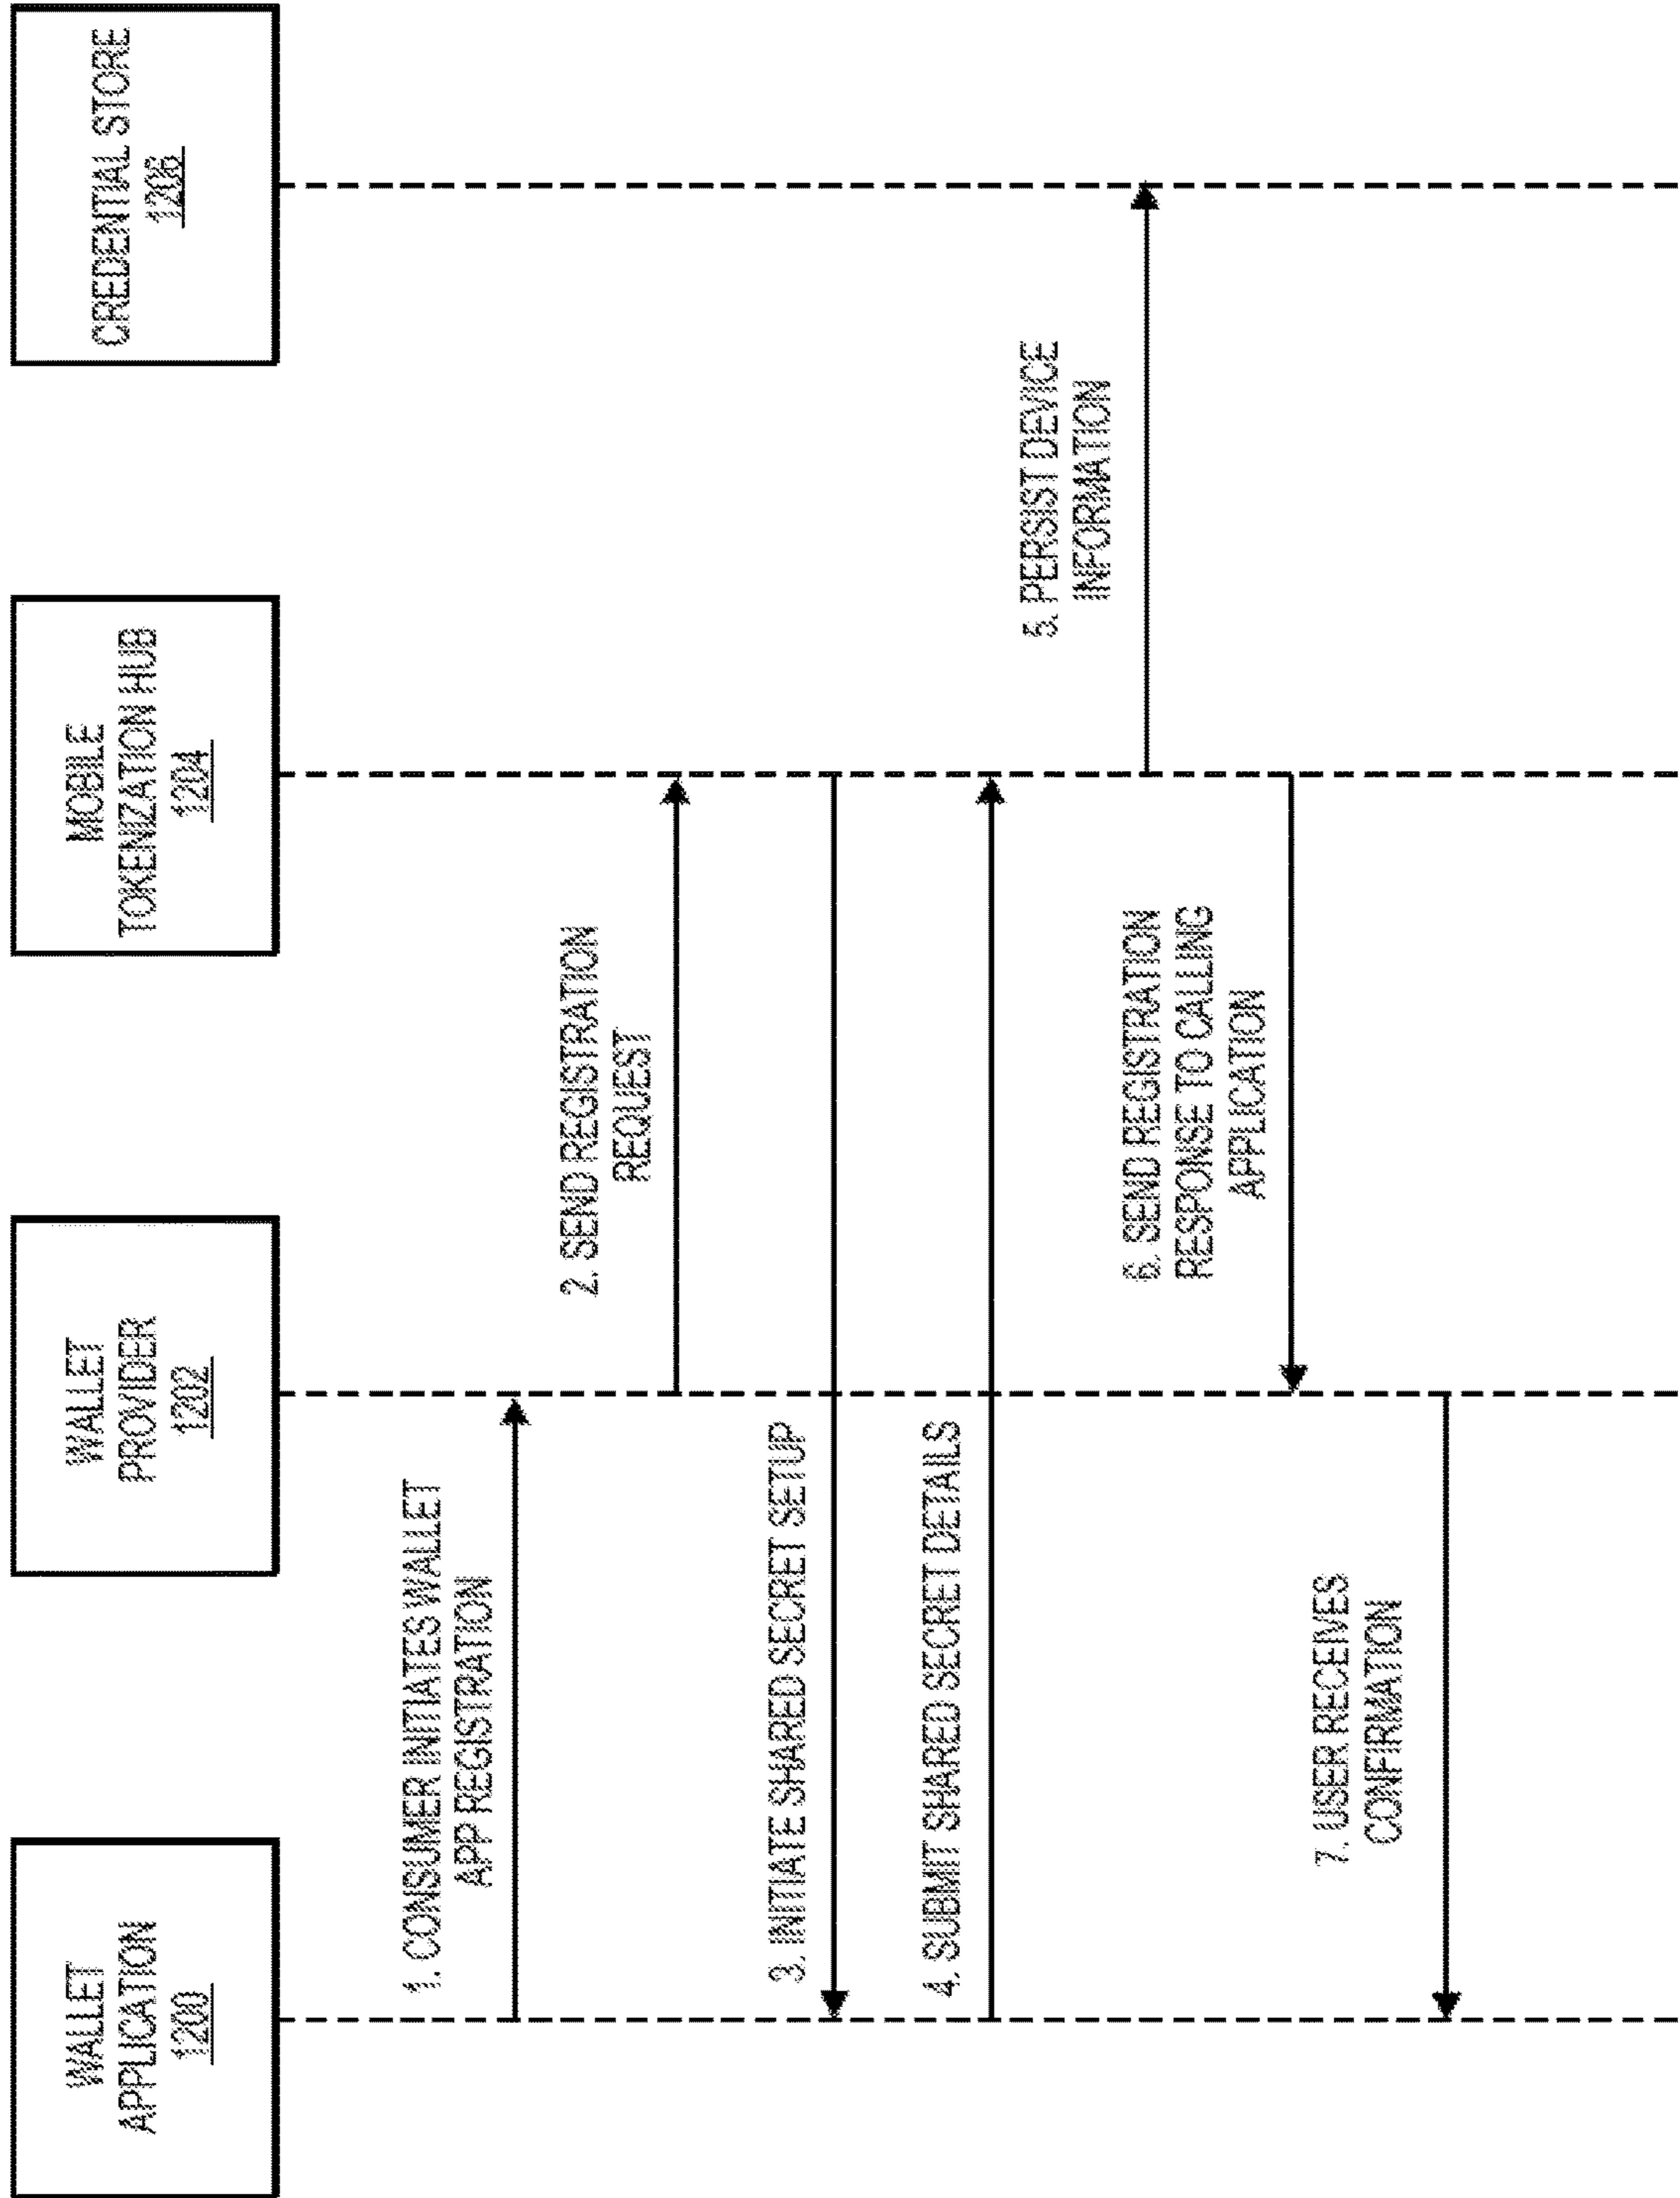 WALLET
APPLICATION
1200
WALLET
PROVIDER
1202
MOBILE
TOKENIZATION HUB
1204
CREDENTIAL STORE
1206
1. CONSUMER INITIATES WALLET
APP REGISTRATION
2. SEND REGISTRATION
REQUEST
3. INITIATE SHARED SECRET SETUP
4. SUBMIT SHARED SECRET DETAILS
5. PERSIST DEVICE
INFORMATION
6. SEND REGISTRATION
RESPONSE TO CALLING
APPLICATION
7. USER RECEIVES
CONFIRMATION